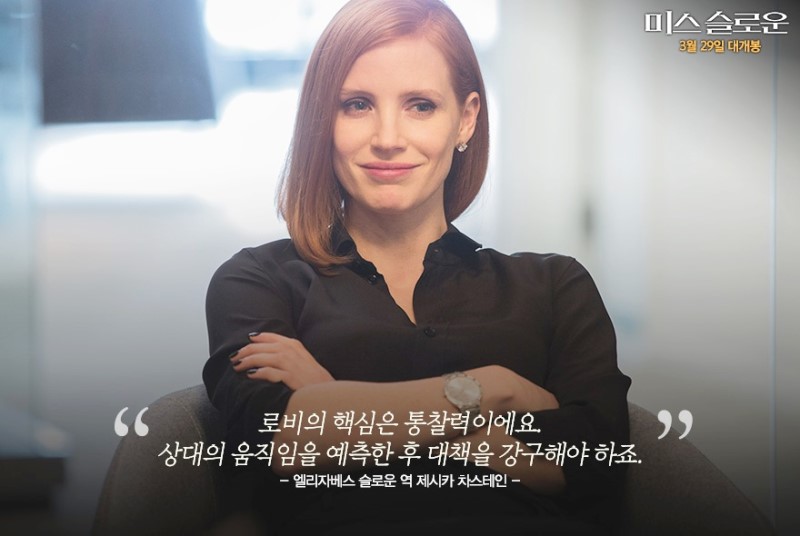 미스 슬로운
3월 29일 대개봉
“ 로비의 핵심은 통찰력이에요.
상대의 움직임을 예측한 후 대책을 강구해야 하죠. ”
– 엘리자베스 슬로운 역 제시카 차스테인 –